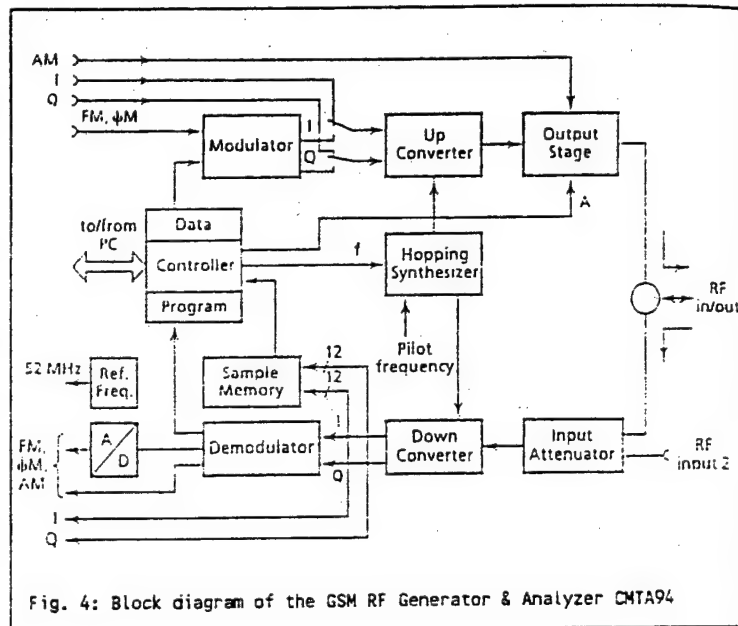 AM
I
Q
FM, ϕM
Modulator
I
Q
Up
Converter
Output
Stage
A
to/from
PC
Data
Controller
Program
f
Hopping
Synthesizer
RF
in/out
Pilot
frequency
52 MHz
Ref.
Freq.
Sample
Memory
12
12
I
Q
FM,
ϕM,
AM
A
D
Demodulator
Down
Converter
Input
Attenuator
RF
input 2
I
Q
Fig. 4: Block diagram of the GSM RF Generator & Analyzer CMTA94